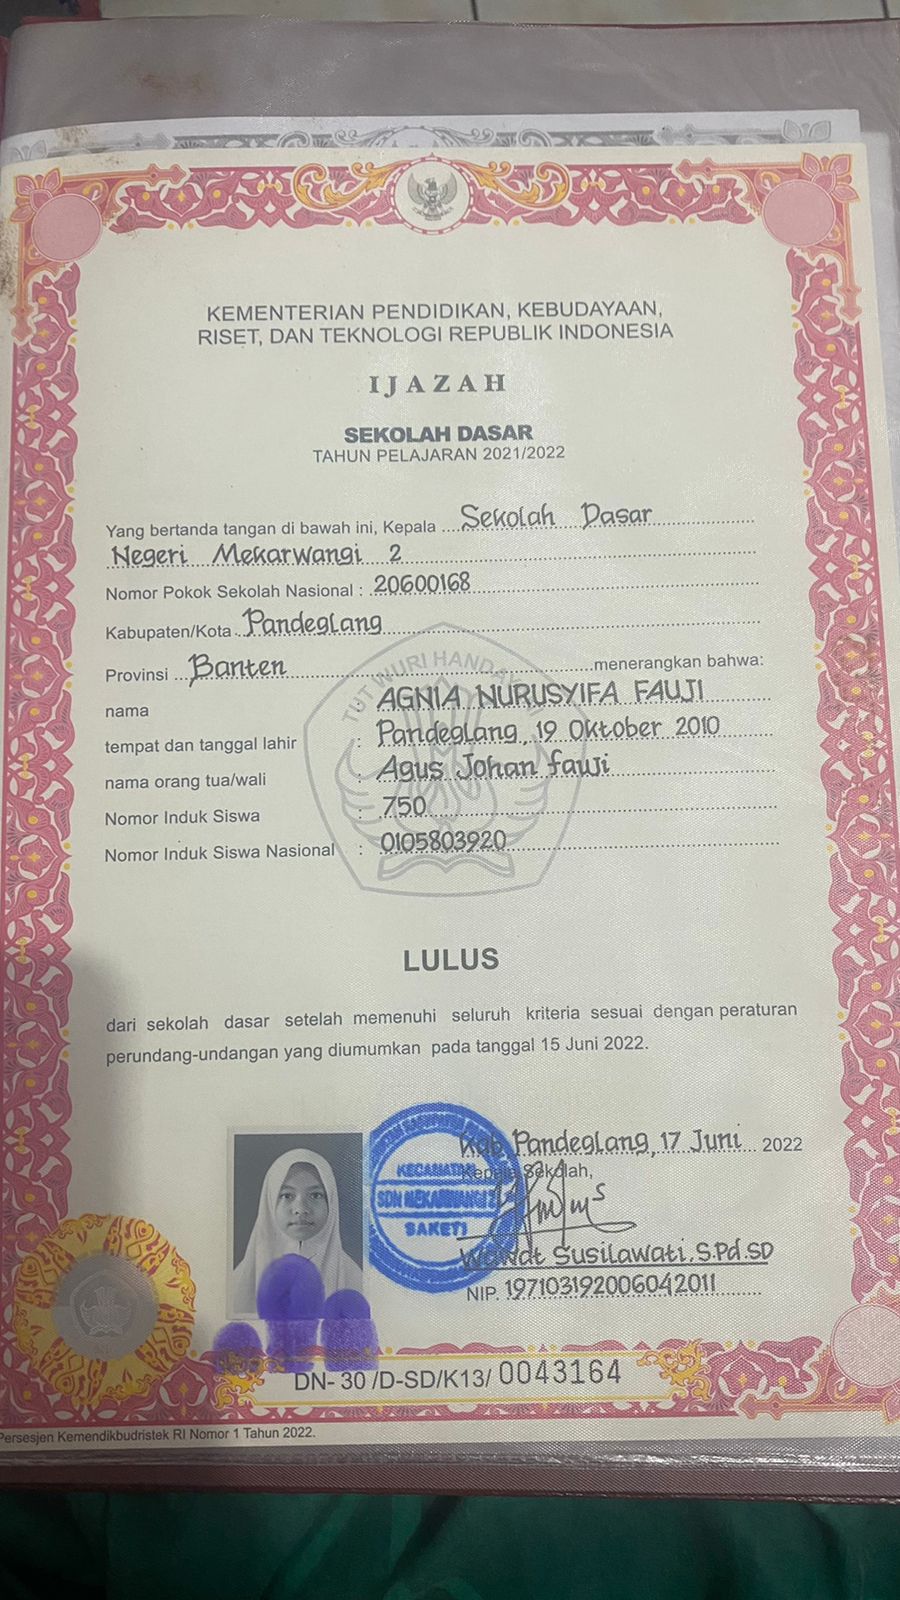 KEMENTERIAN PENDIDIKAN, KEBUDAYAAN,
RISET, DAN TEKNOLOGI REPUBLIK INDONESIA
IJAZAH
SEKOLAH DASAR
TAHUN PELAJARAN 2021/2022
Yang bertanda tangan di bawah ini, Kepala Sekolah Dasar
Negeri Mekarwangi 2
Nomor Pokok Sekolah Nasional : 20600168
Kabupaten/Kota Pandeglang
Provinsi Banten menerangkan bahwa:
nama : AGNIA NURUSYIFA FAUJI
tempat dan tanggal lahir : Pandeglang, 19 Oktober 2010
nama orang tua/wali : Agus Johan fauji
Nomor Induk Siswa : 750
Nomor Induk Siswa Nasional : 0105803920
TUT WURI HANDAYANI
LULUS
dari sekolah dasar setelah memenuhi seluruh kriteria sesuai dengan peraturan
perundang-undangan yang diumumkan pada tanggal 15 Juni 2022.
Kab. Pandeglang, 17 Juni 2022
Kepala Sekolah,
KECAMATAN
SDN MEKARWANGI 2
SAKETI
Wawat Susilawati, S.Pd.SD
NIP. 197103192006042011
DN- 30 /D-SD/K13/ 0043164
Persesjen Kemendikbudristek RI Nomor 1 Tahun 2022.